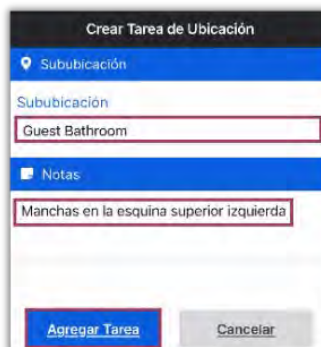 Crear Tarea de Ubicación
Sububicación
Sububicación
Guest Bathroom
Notas
Manchas en la esquina superior izquierda
Agregar Tarea
Cancelar